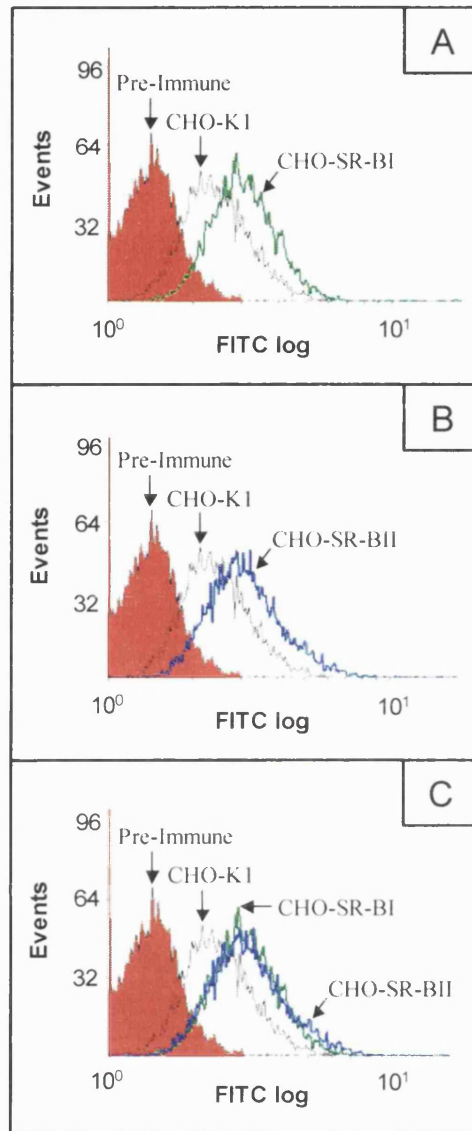 A
96
Pre-Immune
CHO-K1
64
CHO-SR-BI
Events
32
10⁰
10¹
FITC log
B
96
Pre-Immune
CHO-K1
64
CHO-SR-BII
Events
32
10⁰
10¹
FITC log
C
96
Pre-Immune
CHO-K1
64
CHO-SR-BI
Events
32
CHO-SR-BII
10⁰
10¹
FITC log